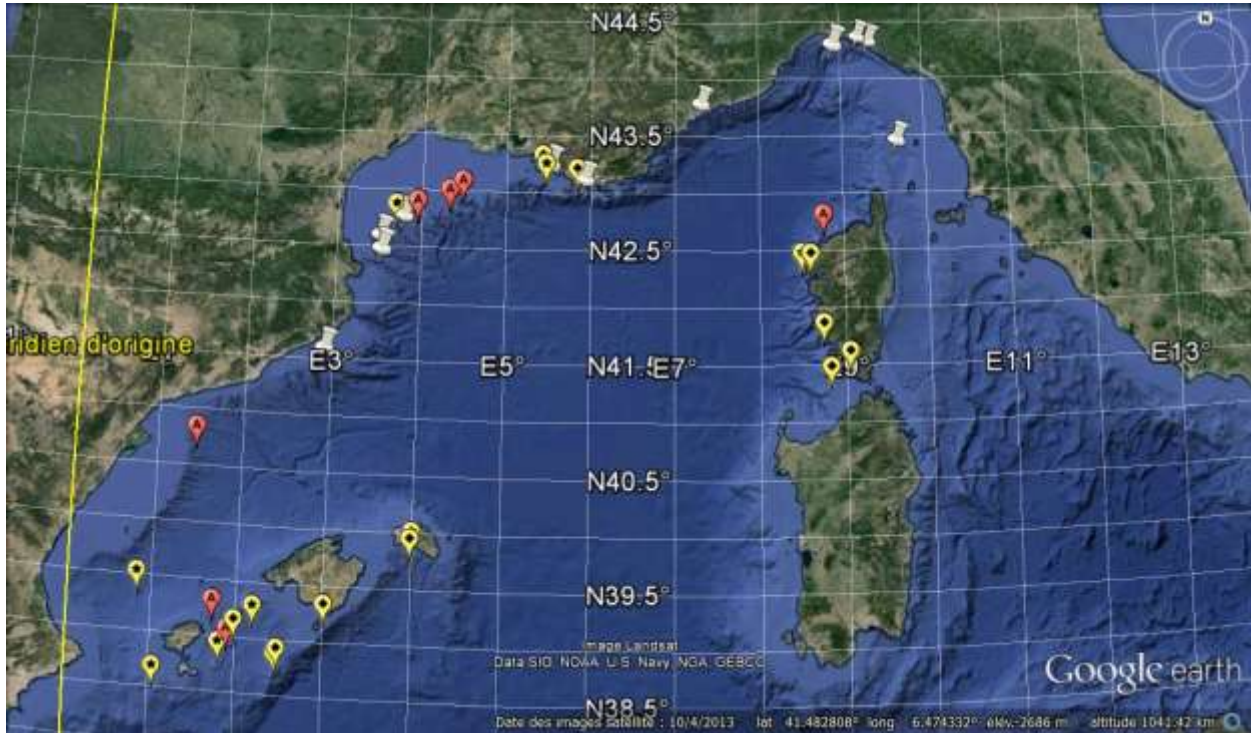 N
N44.5°
N43.5°
A A A
A
N42.5°
ridien d'origine
E3° E5° N41.5 E7° E9° E11° E13°
A
N40.5°
N39.5°
A
Image Landsat
Data SIO, NOAA, U.S. Navy, NGA, GEBCO
Google earth
N38.5°
Date des images satellite : 10/4/2013 lat 41.482808° long 6.474332° élév.-2686 m altitude 1041.42 km